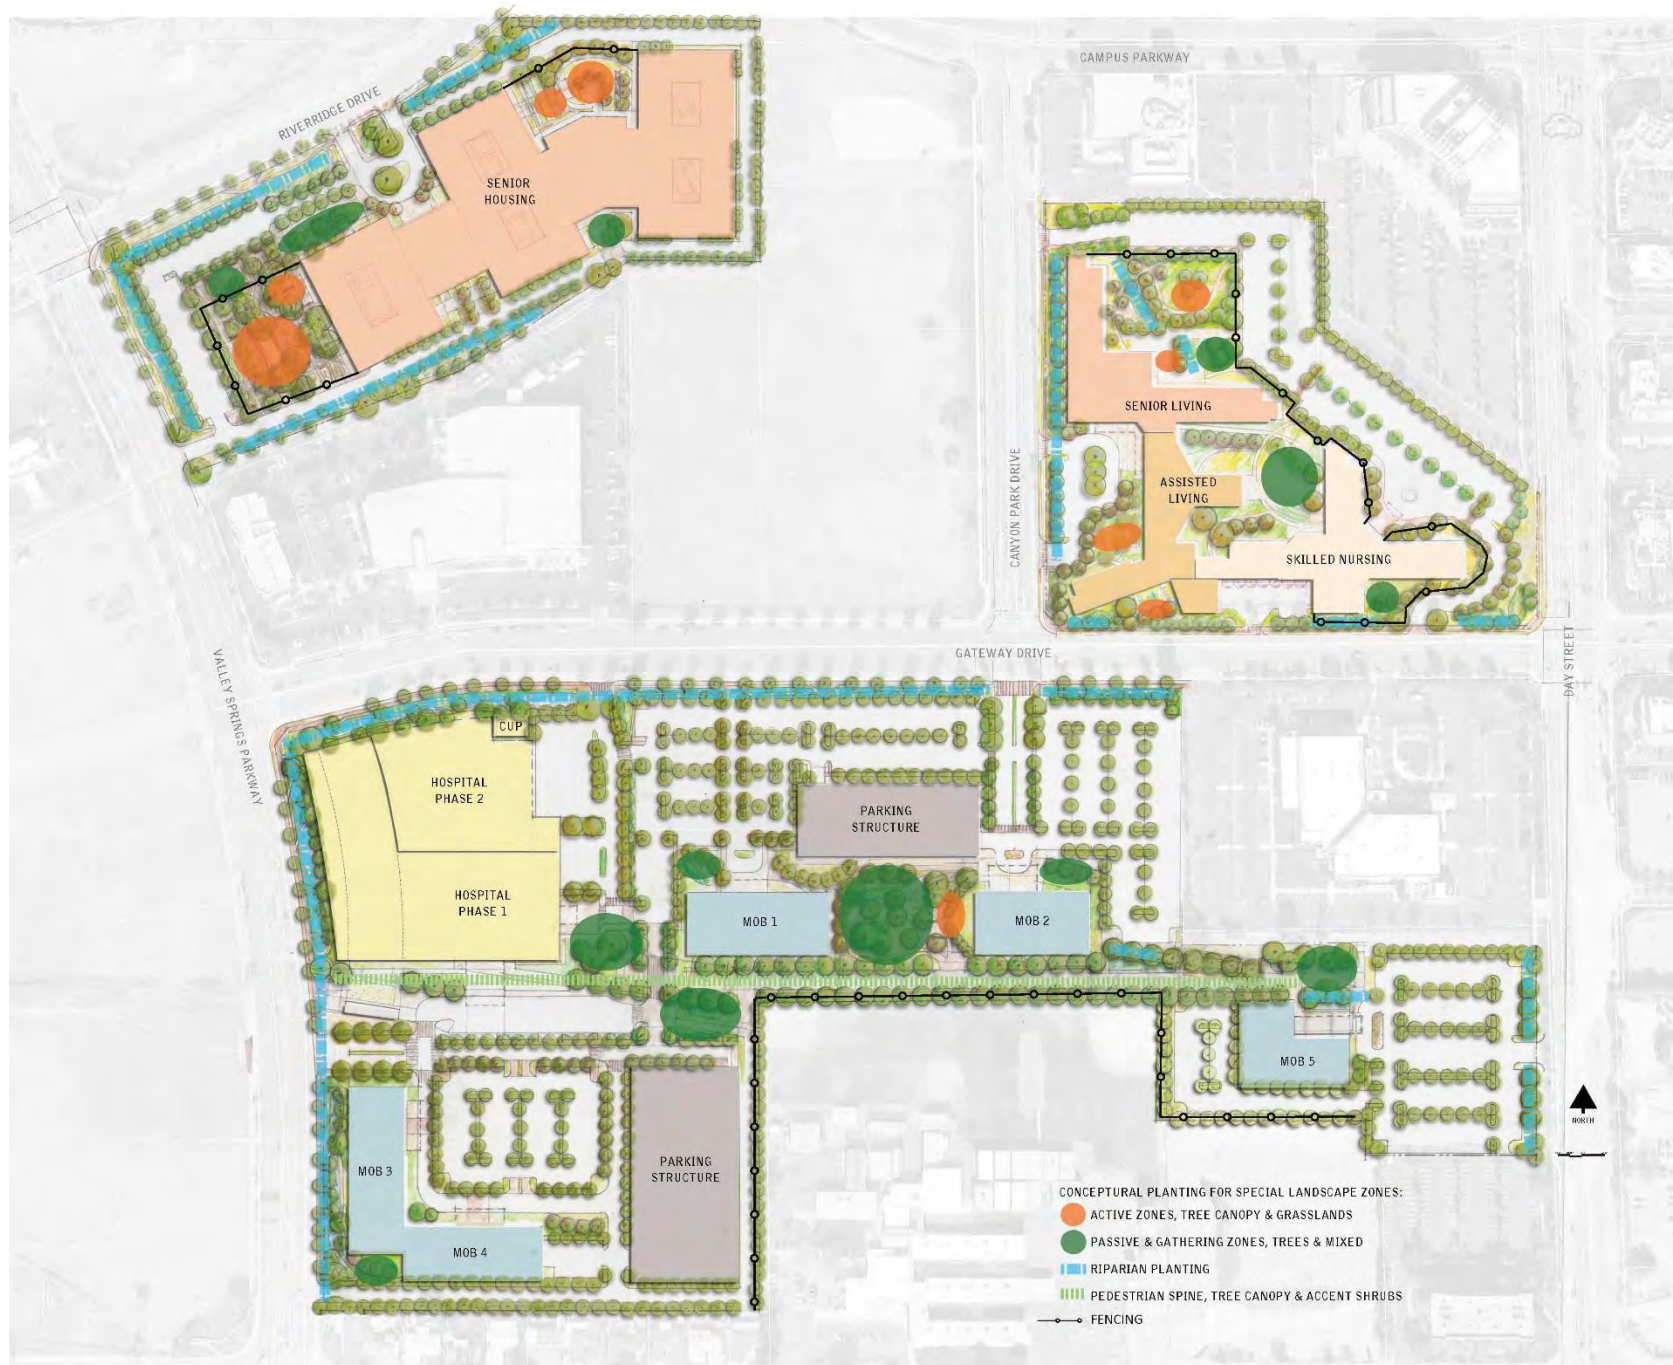 CAMPUS PARKWAY
RIVERRIDGE DRIVE
SENIOR
HOUSING
SENIOR LIVING
CANYON PARK DRIVE
ASSISTED
LIVING
SKILLED NURSING
GATEWAY DRIVE
DAY STREET
VALLEY SPRINGS PARKWAY
CUP
HOSPITAL
PHASE 2
PARKING
STRUCTURE
HOSPITAL
PHASE 1
MOB 1
MOB 2
MOB 5
NORTH
MOB 3
PARKING
STRUCTURE
MOB 4
CONCEPTUAL PLANTING FOR SPECIAL LANDSCAPE ZONES:
ACTIVE ZONES, TREE CANOPY & GRASSLANDS
PASSIVE & GATHERING ZONES, TREES & MIXED
RIPARIAN PLANTING
PEDESTRIAN SPINE, TREE CANOPY & ACCENT SHRUBS
FENCING